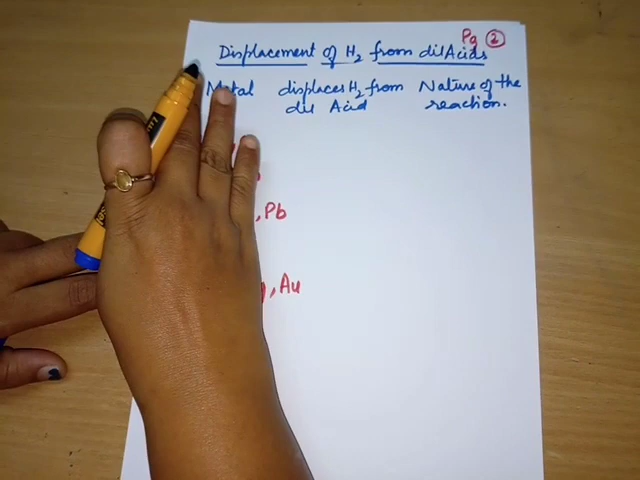 Pg 2
Displacement of H₂ from dil Acids
Metal displaces H₂ from Nature of the
dil Acid reaction.
, Pb
, Au